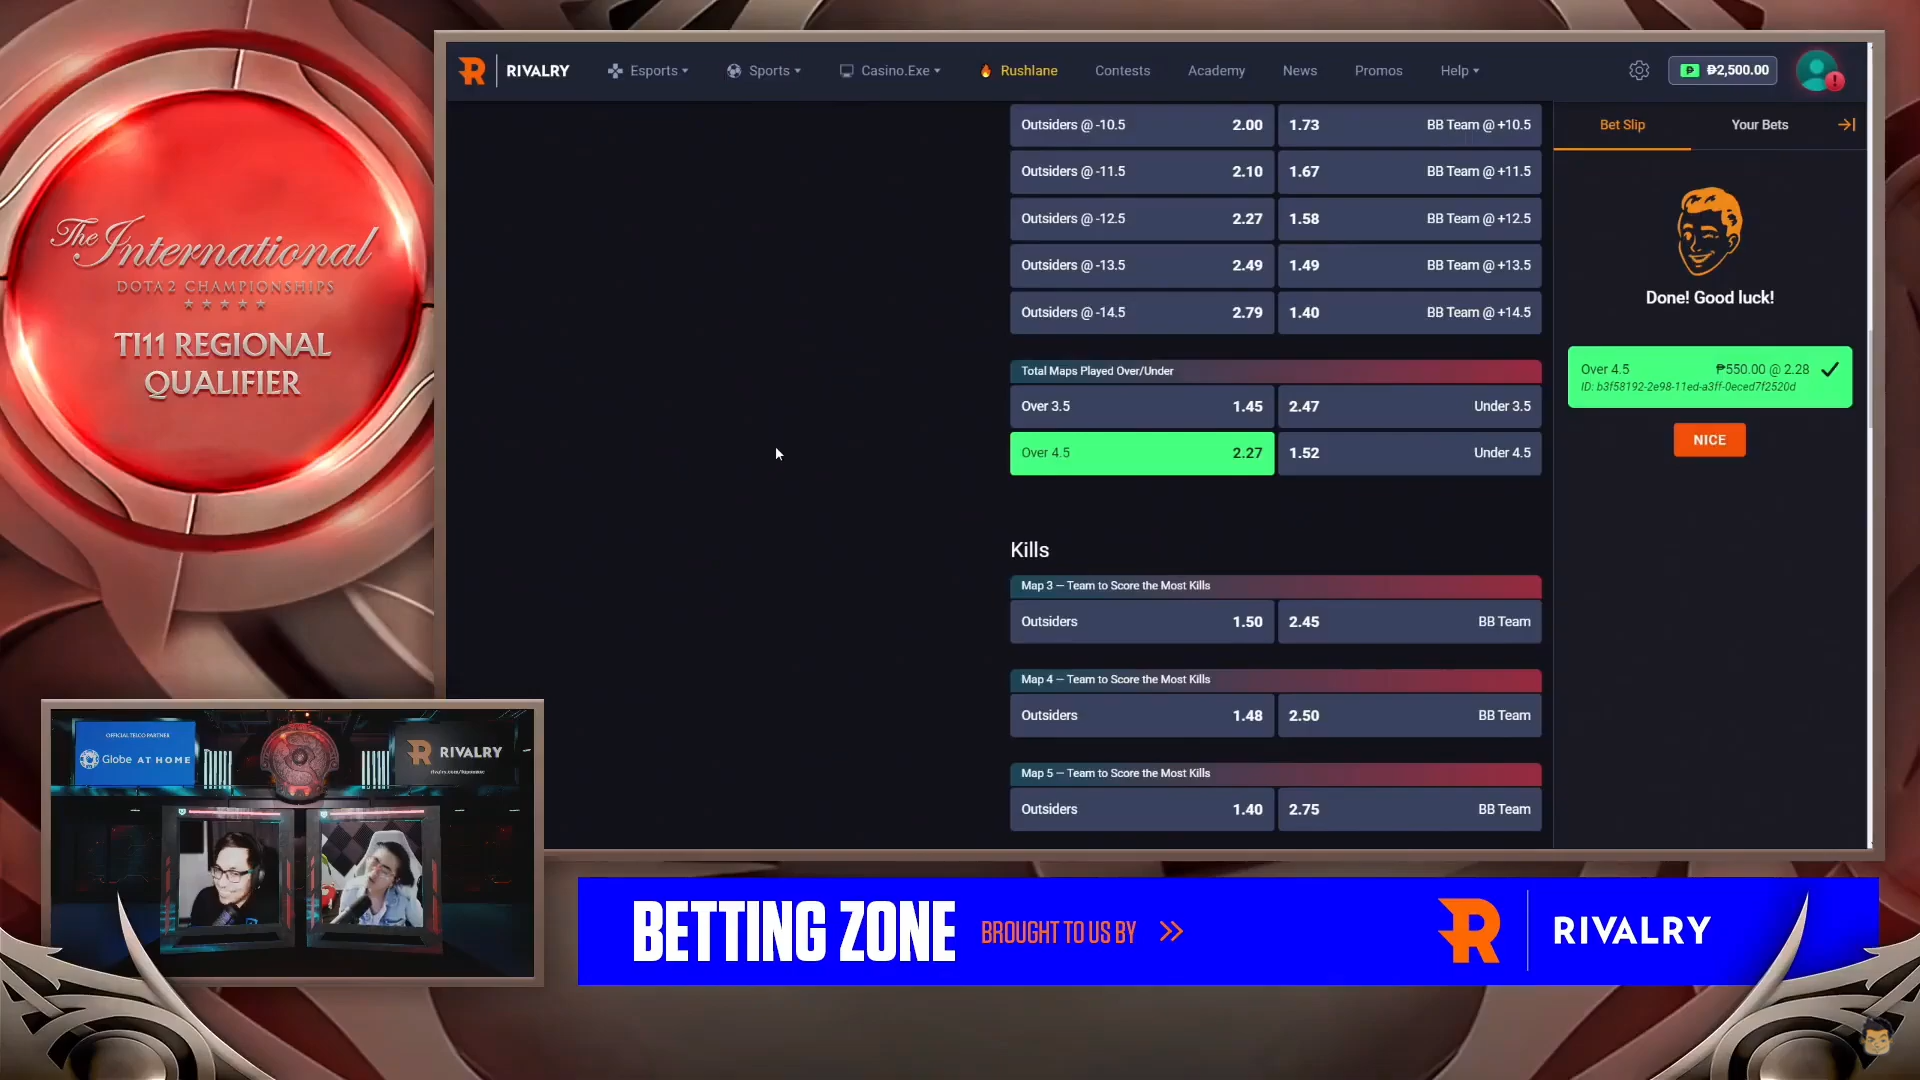 RIVALRY
Esports
Sports
Casino.Exe
Rushlane
Contests
Academy
News
Promos
Help
₱2,500.00
The International
DOTA 2 CHAMPIONSHIPS
TI11 REGIONAL
QUALIFIER
Outsiders @ -10.5 2.00 1.73 BB Team @ +10.5
Outsiders @ -11.5 2.10 1.67 BB Team @ +11.5
Outsiders @ -12.5 2.27 1.58 BB Team @ +12.5
Outsiders @ -13.5 2.49 1.49 BB Team @ +13.5
Outsiders @ -14.5 2.79 1.40 BB Team @ +14.5
Total Maps Played Over/Under
Over 3.5 1.45 2.47 Under 3.5
Over 4.5 2.27 1.52 Under 4.5
Kills
Map 3 – Team to Score the Most Kills
Outsiders 1.50 2.45 BB Team
Map 4 – Team to Score the Most Kills
Outsiders 1.48 2.50 BB Team
Map 5 – Team to Score the Most Kills
Outsiders 1.40 2.75 BB Team
Bet Slip
Your Bets
Done! Good luck!
Over 4.5 ₱550.00 @ 2.28
ID: b3f58192-2e98-11ed-a3ff-0eced7f2520d
NICE
OFFICIAL TELCO PARTNER
Globe AT HOME
RIVALRY
BETTING ZONE BROUGHT TO US BY
RIVALRY